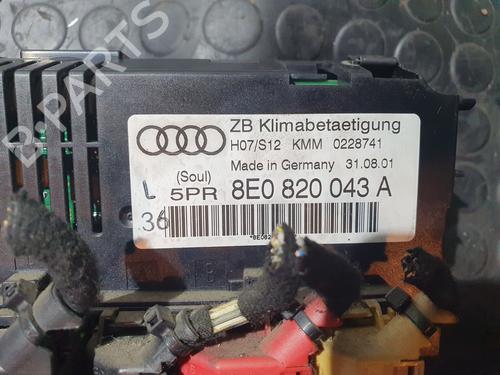 B-PARTS
ZB Klimabetaetigung
H07/S12 KMM 0228741
Made in Germany 31.08.01
(Soul)
L 5PR 8E0 820 043 A
36